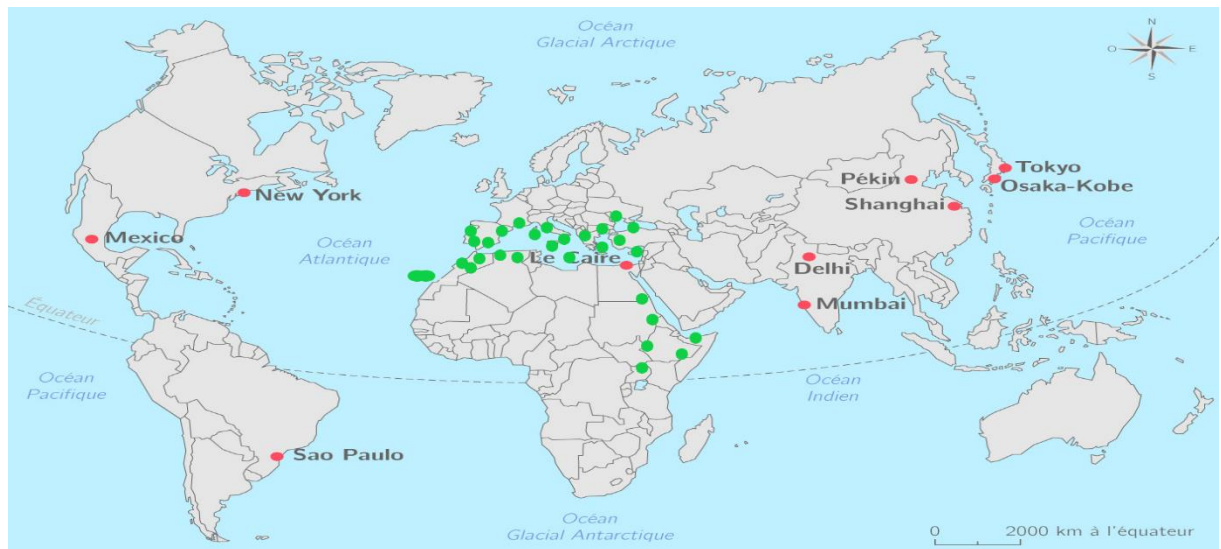 Océan
Glacial Arctique
N
O
E
S
New York
Mexico
Océan
Atlantique
Le Caire
Pékin
Tokyo
Osaka-Kobe
Shanghai
Océan
Pacifique
Delhi
Mumbai
Équateur
Océan
Pacifique
Océan
Indien
Sao Paulo
Océan
Glacial Antarctique
0
2000 km à l'équateur